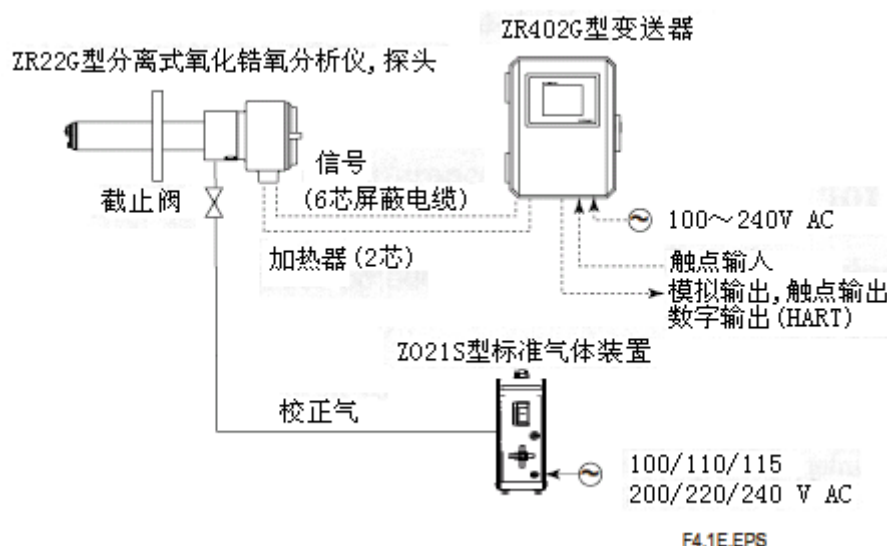 ZR402G型变送器
ZR22G型分离式氧化锆氧分析仪,探头
信号
(6芯屏蔽电缆)
截止阀
100～240V AC
加热器(2芯)
触点输人
模拟输出,触点输出
数字输出(HART)
ZO21S型标准气体装置
校正气
100/110/115
200/220/240 V AC
F4.1E.EPS